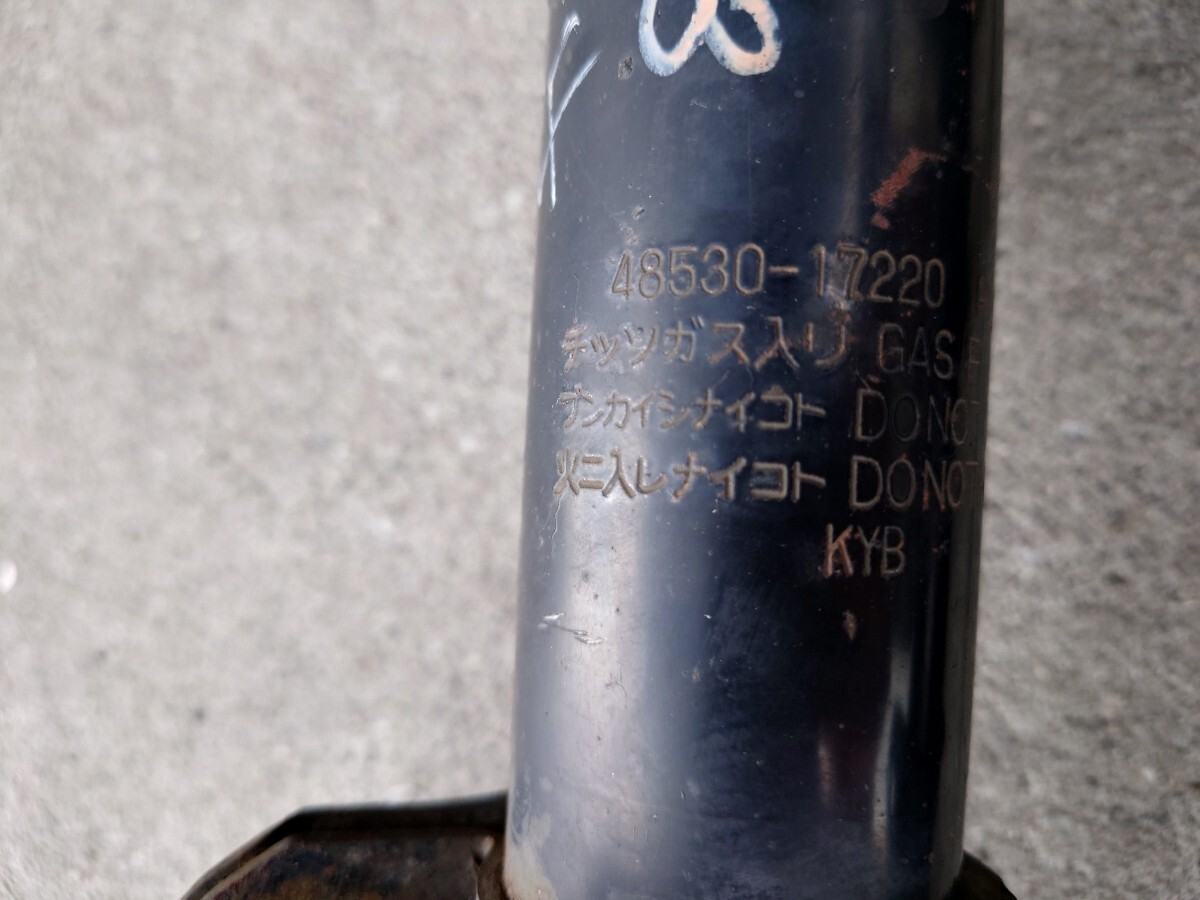 48530-17220
チッツガス入リ GAS
ブンカイシナイコト DO NOT
火ニ入レナイコト DO NOT
KYB